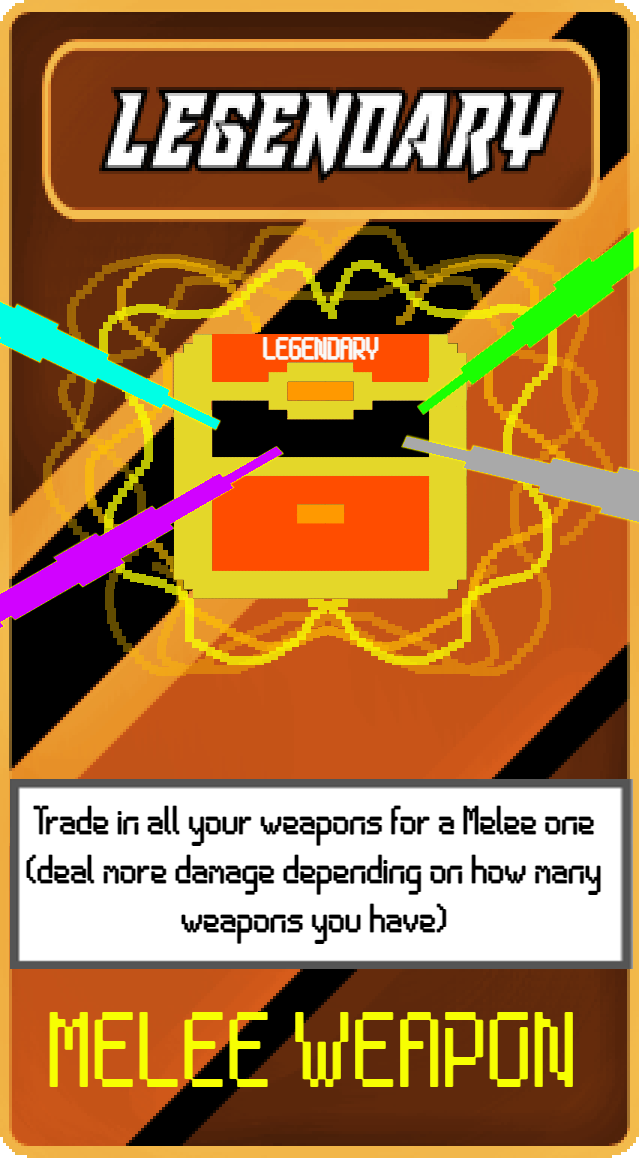 LEGENDARY
LEGENDARY
Trade in all your weapons for a Melee one
(deal more damage depending on how many
weapons you have)
MELEE WEAPON